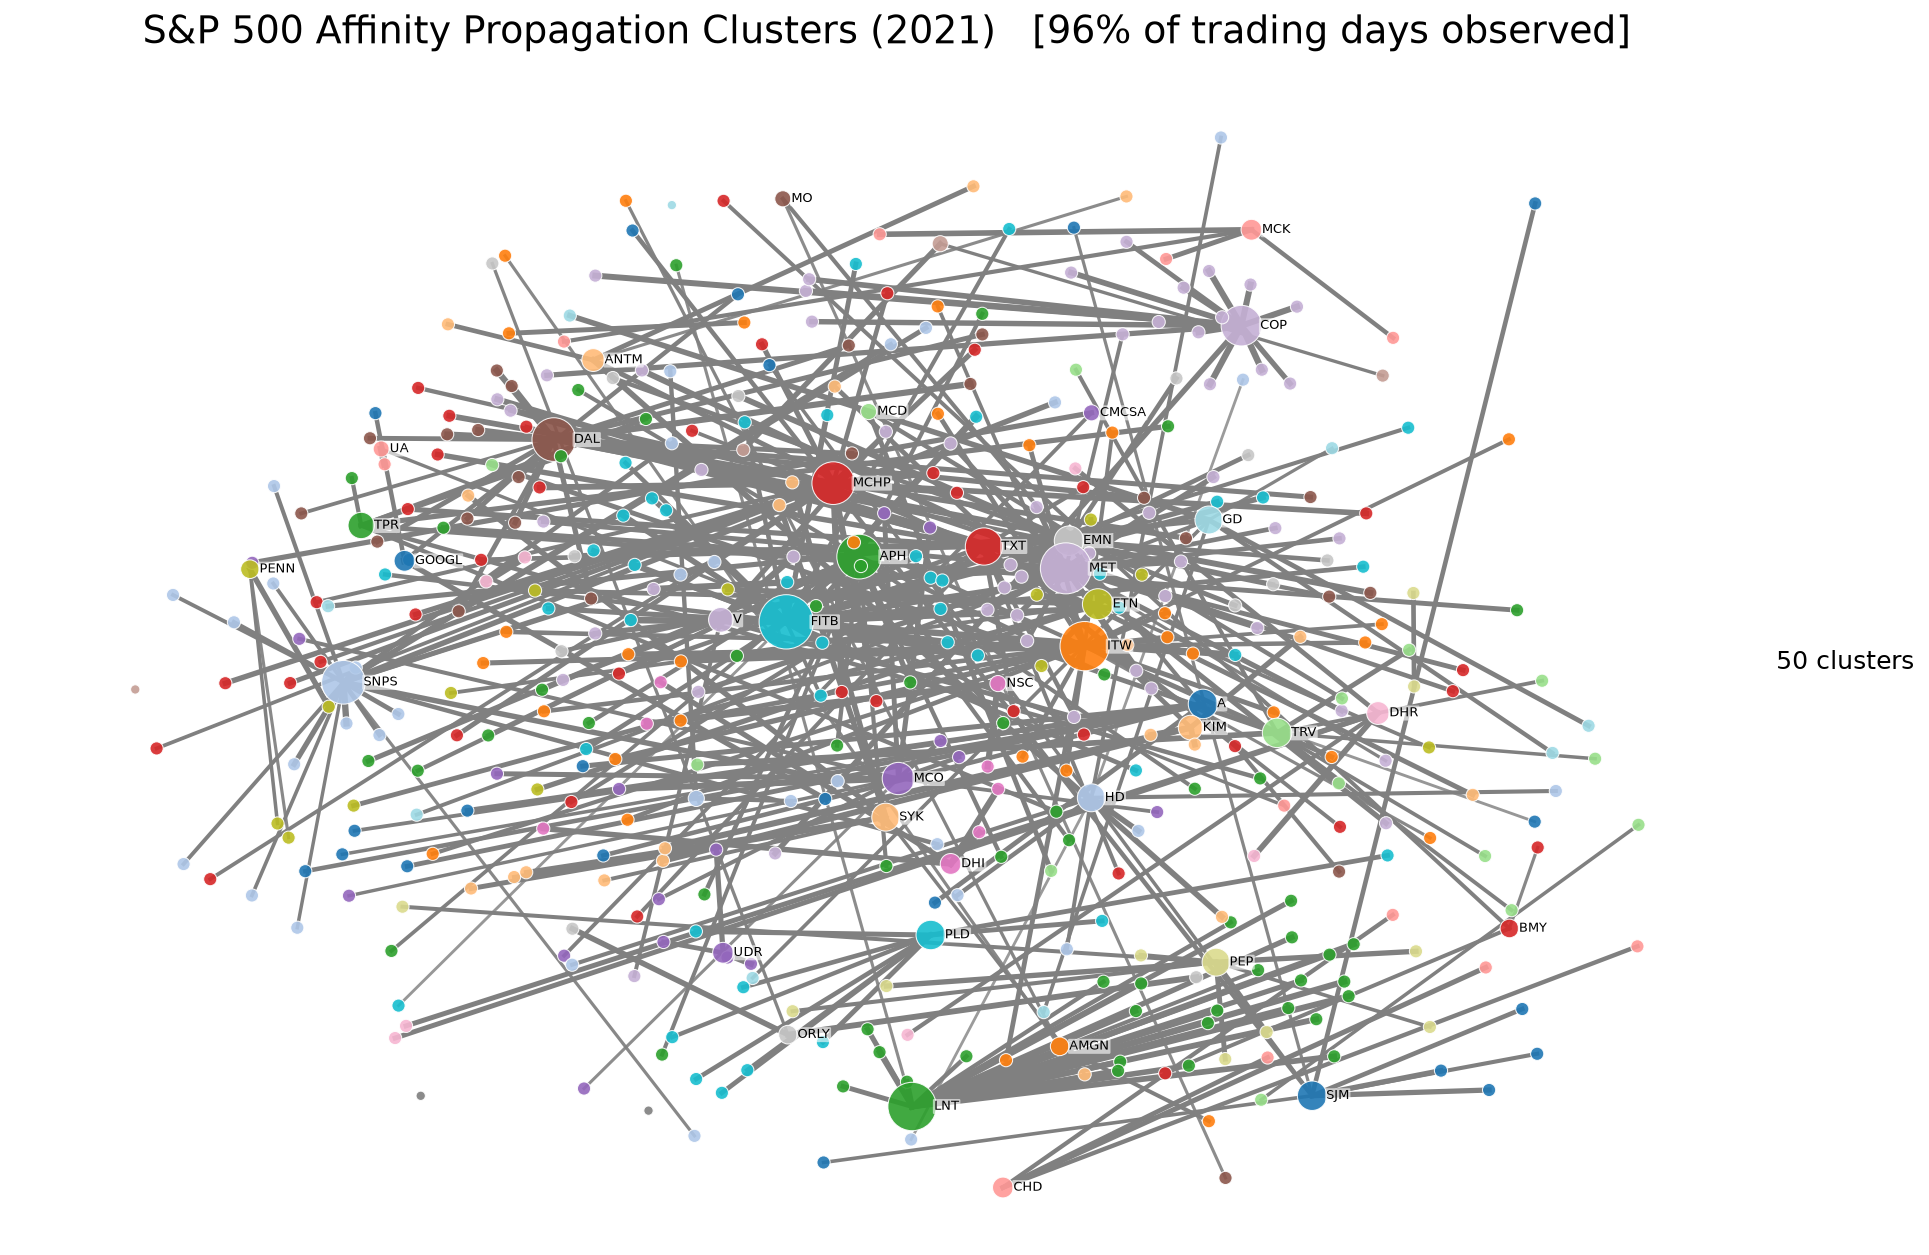 S&P 500 Affinity Propagation Clusters (2021)   [96% of trading days observed]
MO
MCK
COP
ANTM
MCD
CMCSA
DAL
UA
MCHP
GD
TPR
EMN
TXT
APH
GOOGL
MET
PENN
ETN
V
FITB
ITW
50 clusters
SNPS
NSC
A
DHR
KIM
TRV
MCO
HD
SYK
DHI
BMY
PLD
UDR
PEP
ORLY
AMGN
SJM
LNT
CHD